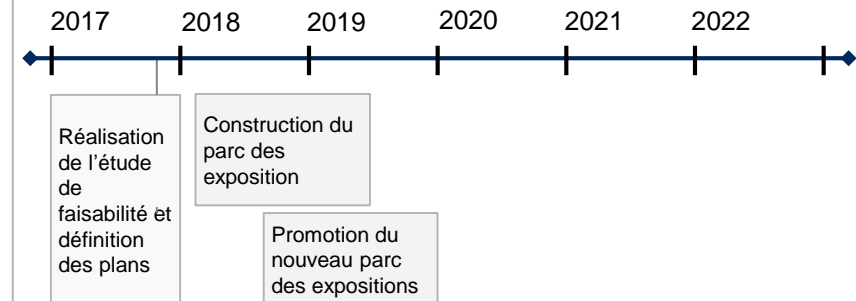 2017 2018 2019 2020 2021 2022
Réalisation
de l'étude
de
faisabilité et
définition
des plans
Construction du
parc des
exposition
Promotion du
nouveau parc
des expositions